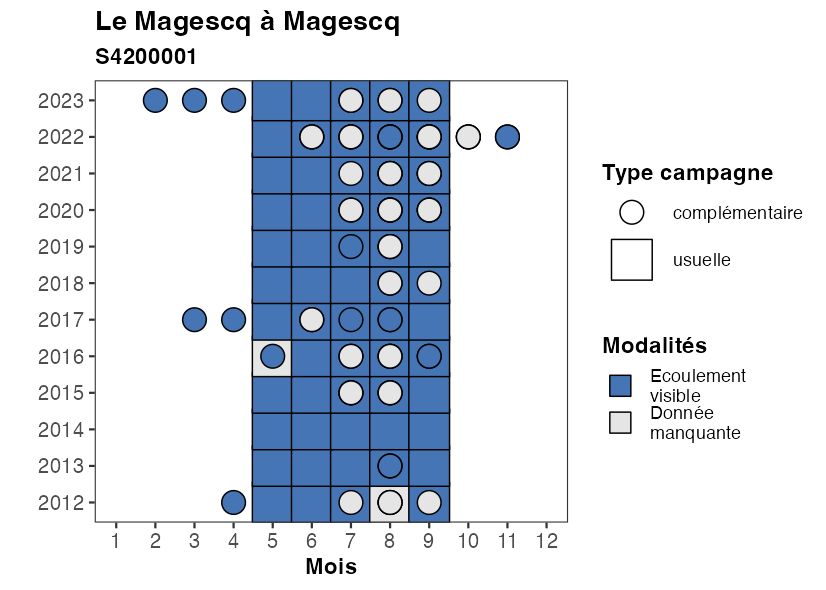 Le Magescq à Magescq
S4200001
2023
2022
2021
2020
2019
2018
2017
2016
2015
2014
2013
2012
1 2 3 4 5 6 7 8 9 10 11 12
Mois
Type campagne
complémentaire
usuelle
Modalités
Ecoulement
visible
Donnée
manquante